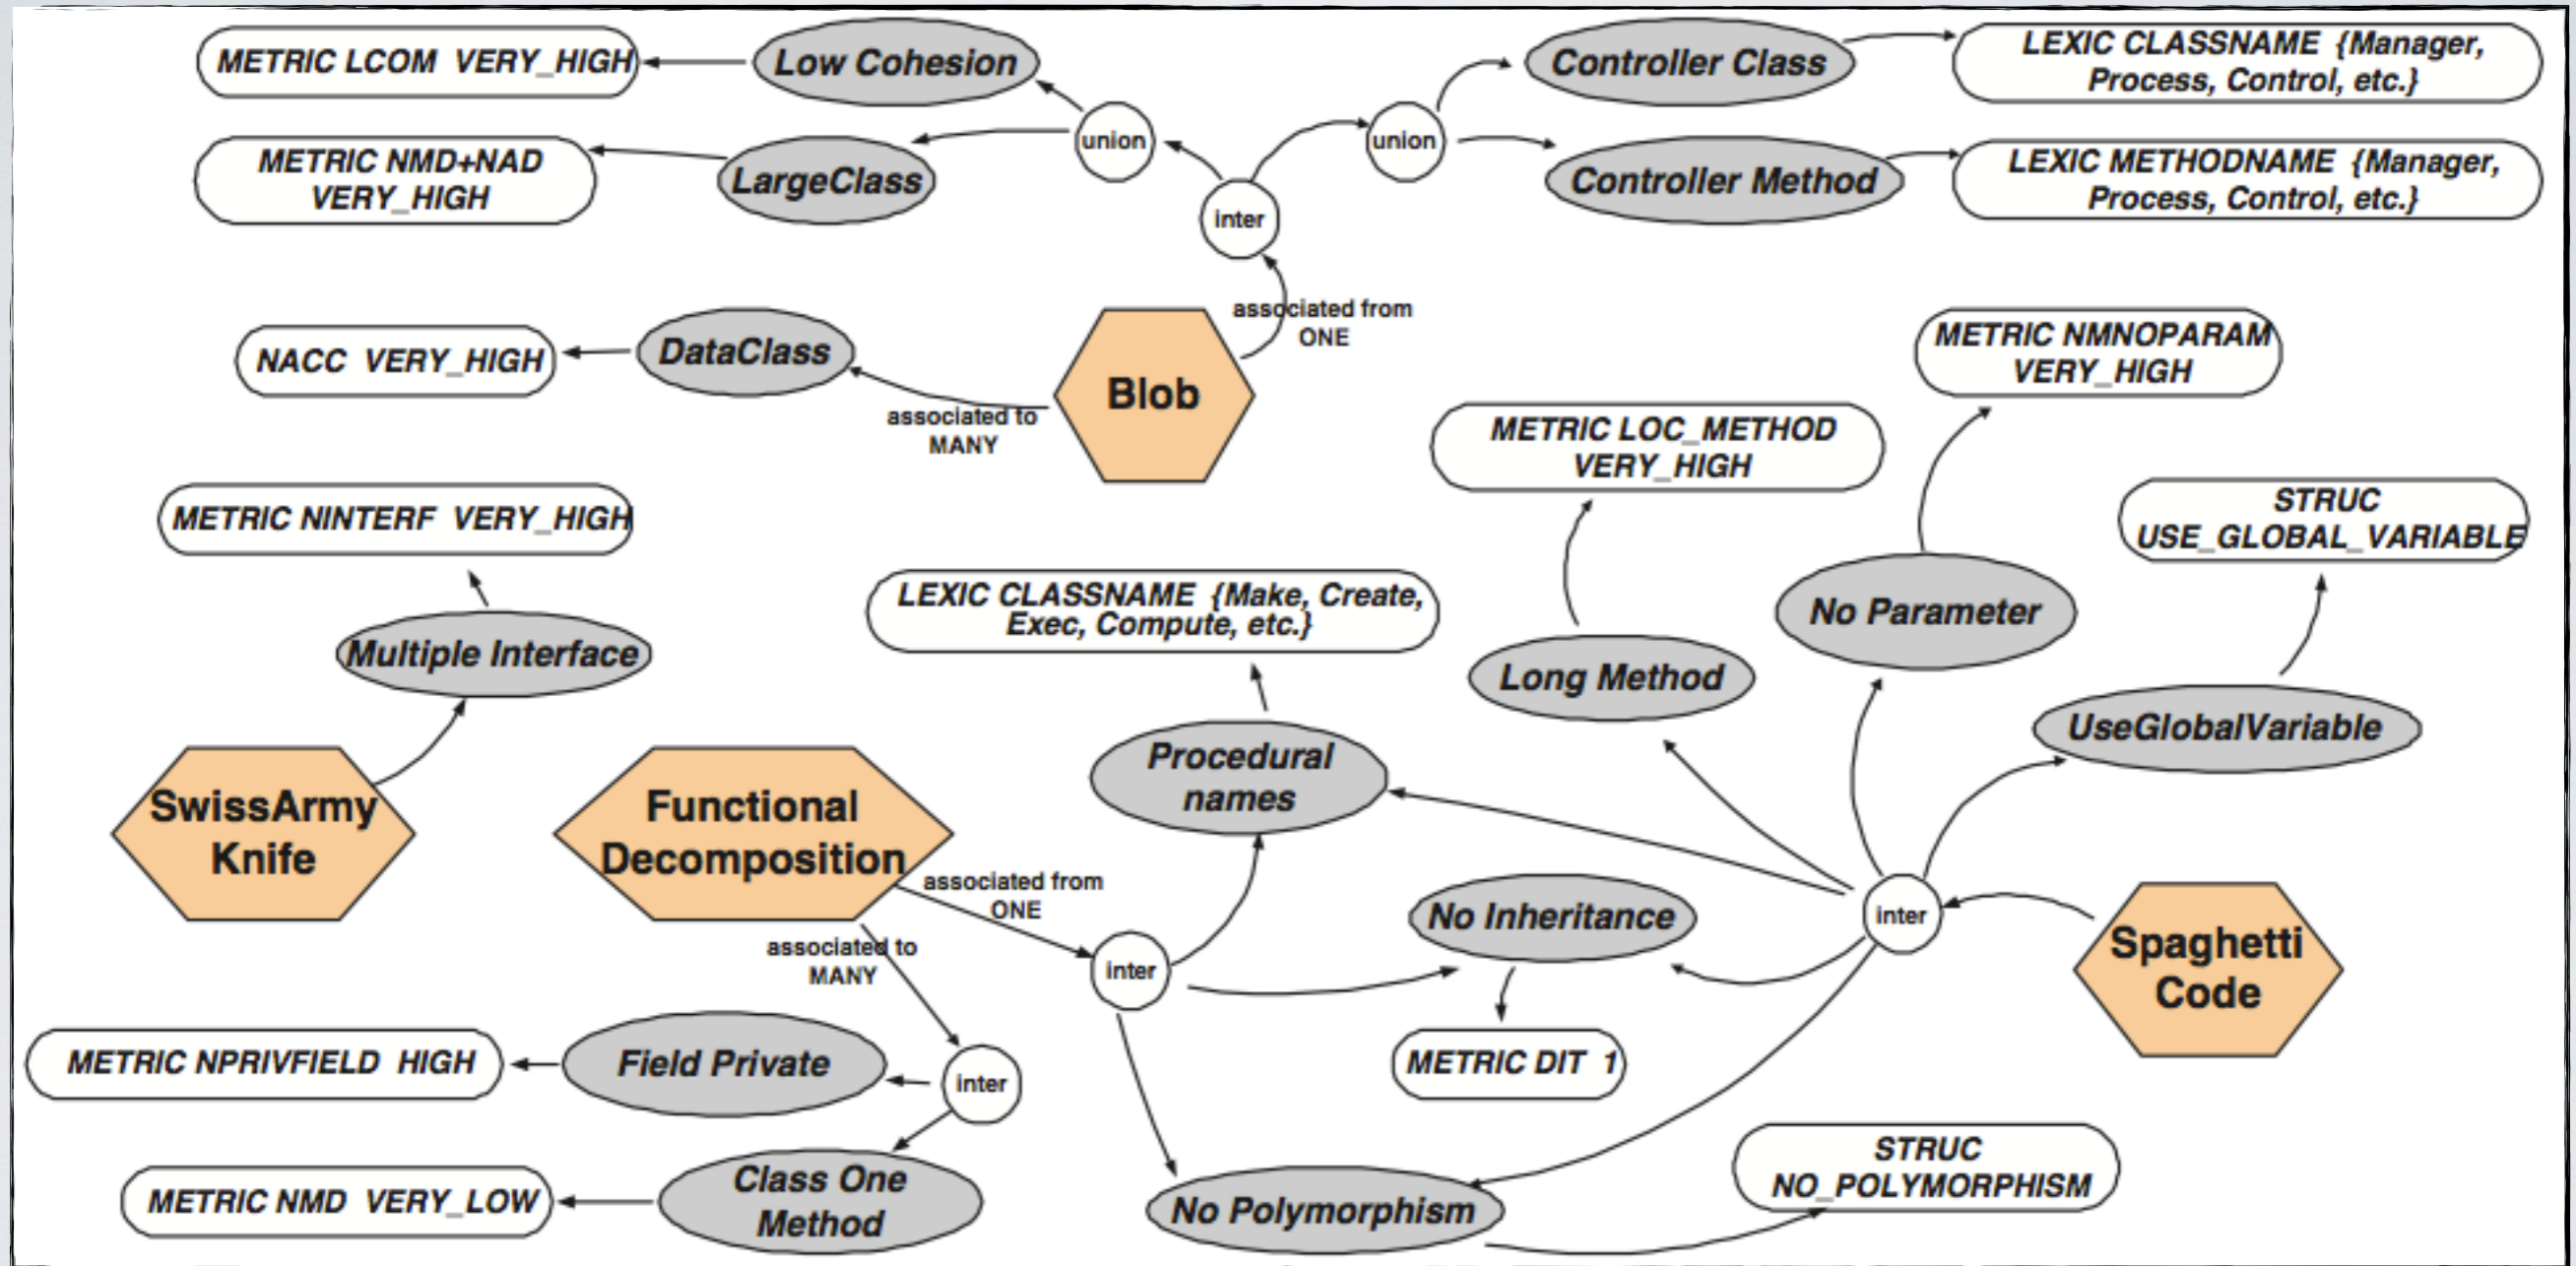 METRIC LCOM  VERY_HIGH
Low Cohesion
Controller Class
LEXIC CLASSNAME  {Manager,
Process, Control, etc.}
union
union
METRIC NMD+NAD
VERY_HIGH
LargeClass
Controller Method
LEXIC METHODNAME  {Manager,
Process, Control, etc.}
inter
associated from
ONE
NACC  VERY_HIGH
DataClass
Blob
associated to
MANY
METRIC NMNOPARAM
VERY_HIGH
METRIC LOC_METHOD
VERY_HIGH
METRIC NINTERF  VERY_HIGH
STRUC
USE_GLOBAL_VARIABLE
LEXIC CLASSNAME  {Make, Create,
Exec, Compute, etc.}
No Parameter
Multiple Interface
Long Method
UseGlobalVariable
Procedural
names
SwissArmy
Knife
Functional
Decomposition
associated from
ONE
No Inheritance
inter
Spaghetti
Code
associated to
MANY
inter
METRIC NPRIVFIELD  HIGH
Field Private
inter
METRIC DIT  1
METRIC NMD  VERY_LOW
Class One
Method
No Polymorphism
STRUC
NO_POLYMORPHISM